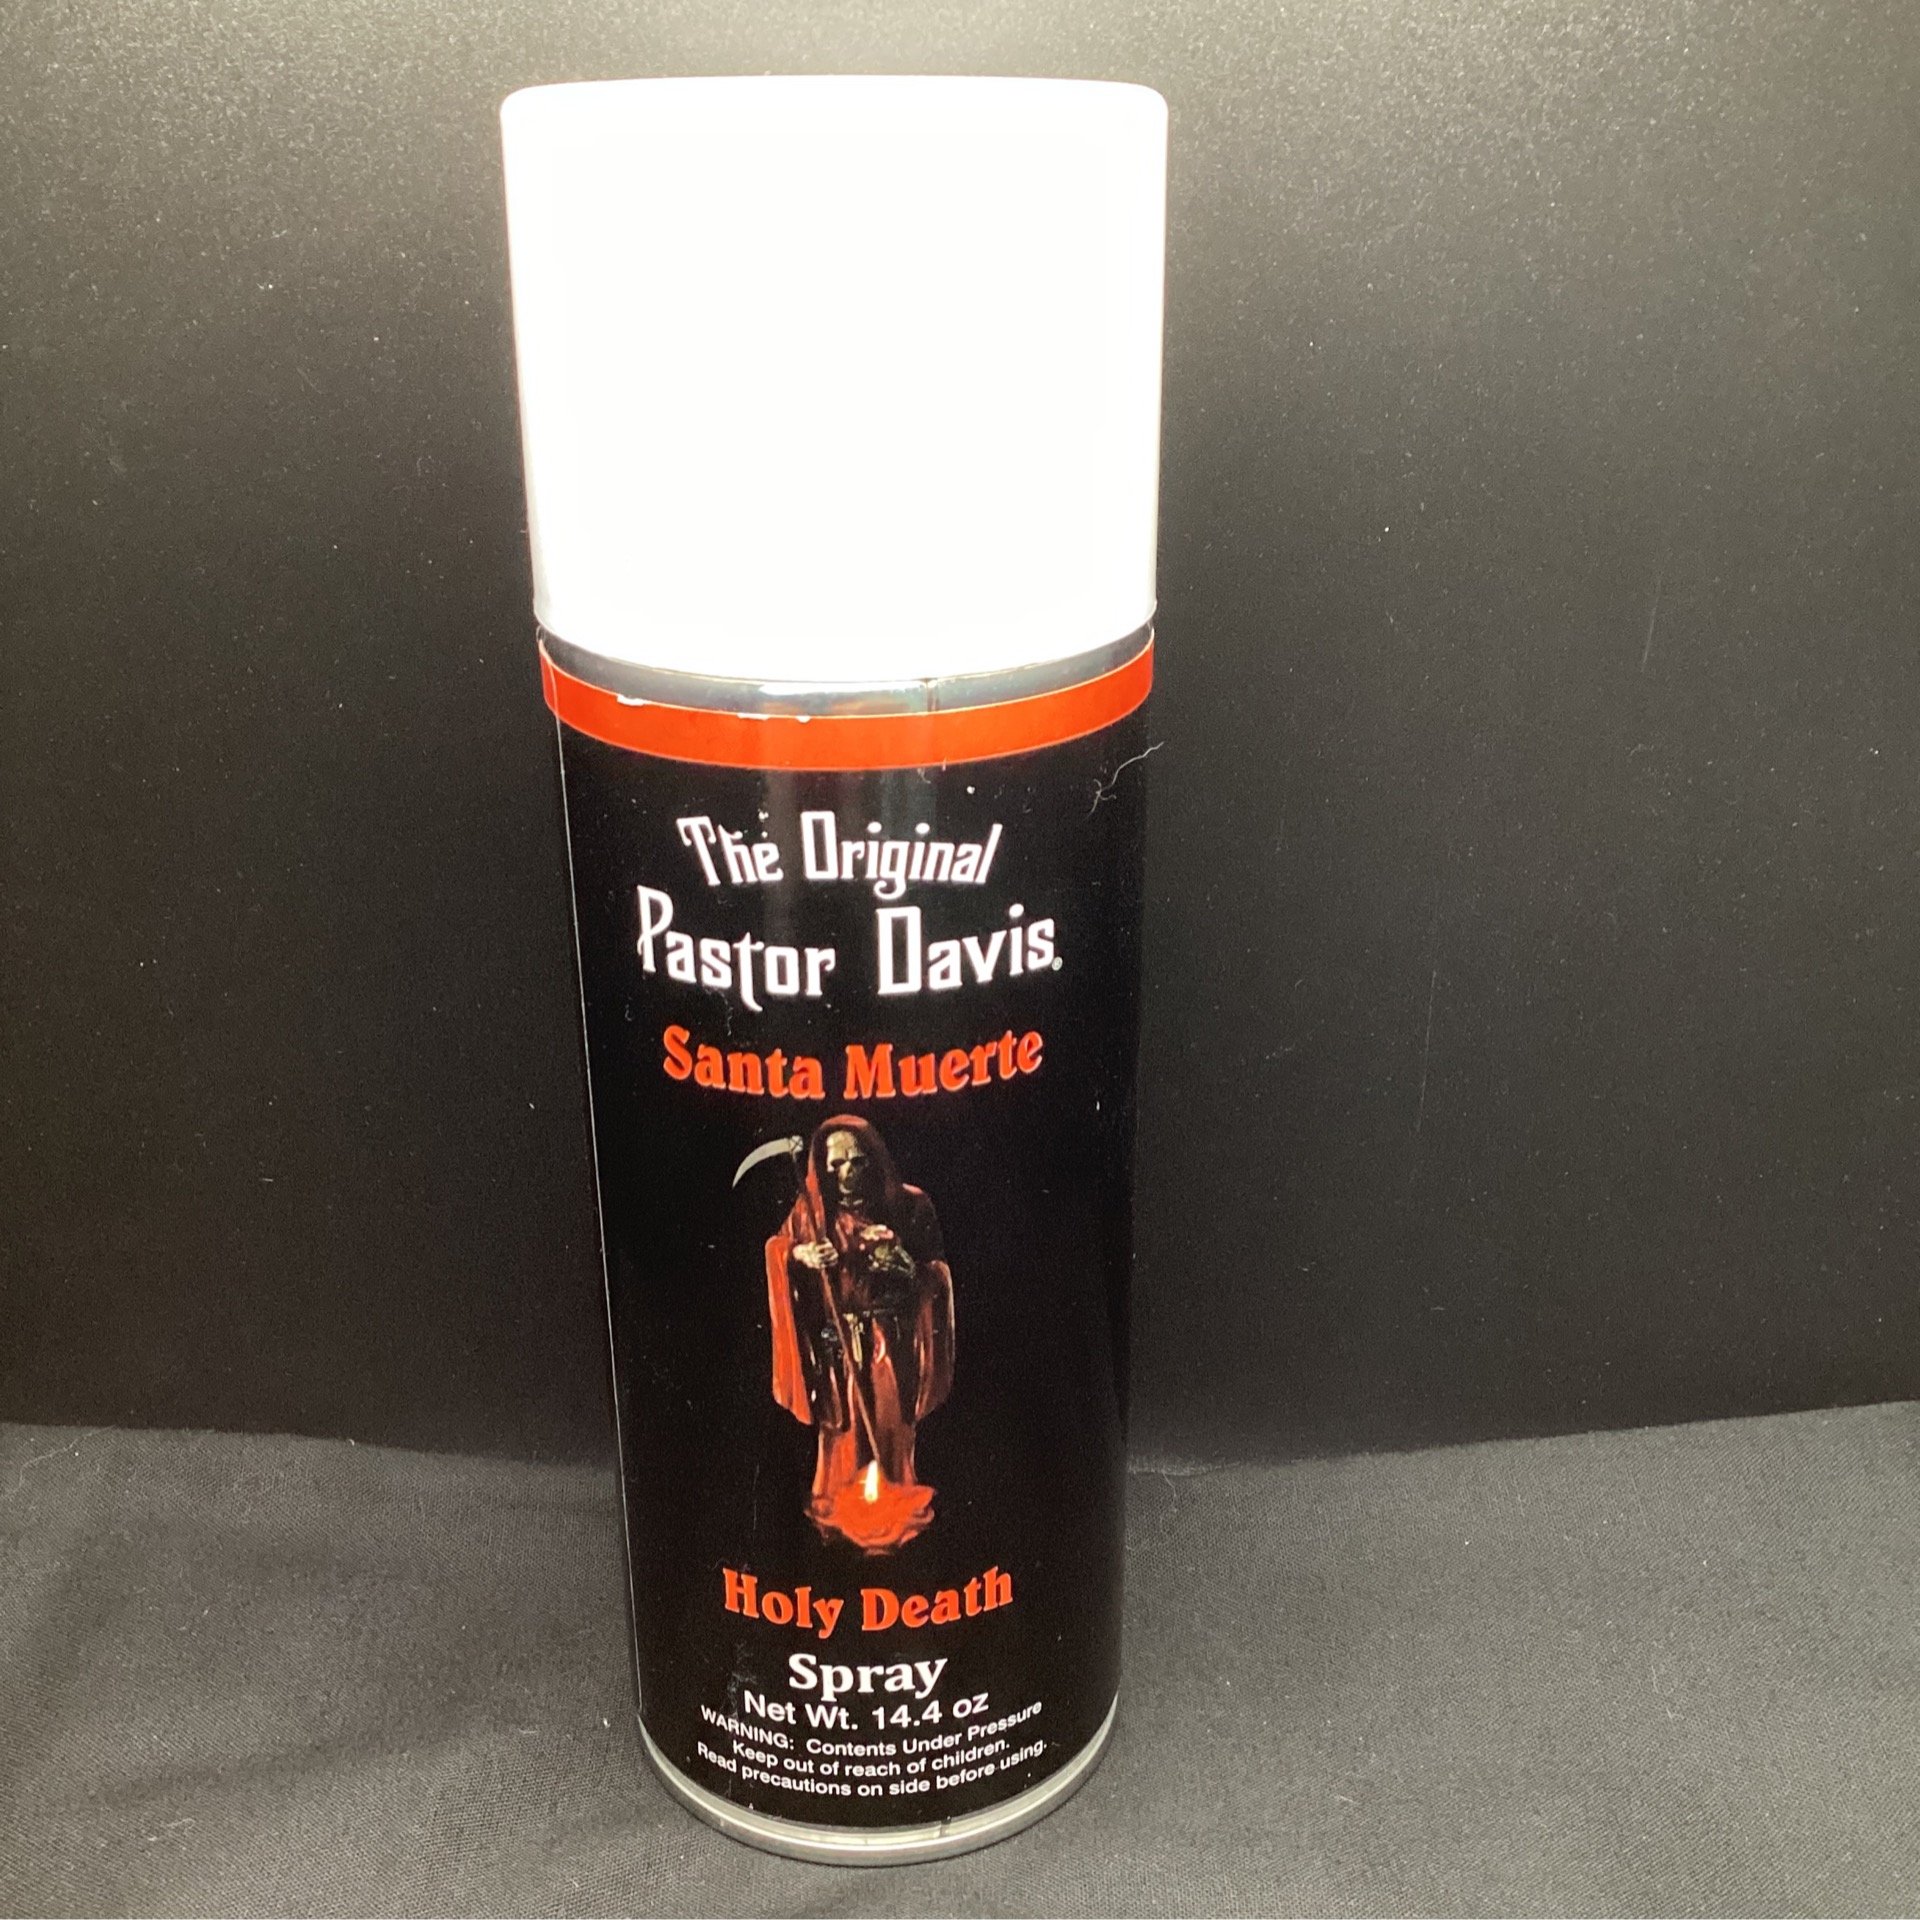 The Original
Pastor Davis®
Santa Muerte
Holy Death
Spray
Net Wt. 14.4 oz
WARNING: Contents Under Pressure
Keep out of reach of children.
Read precautions on side before using.